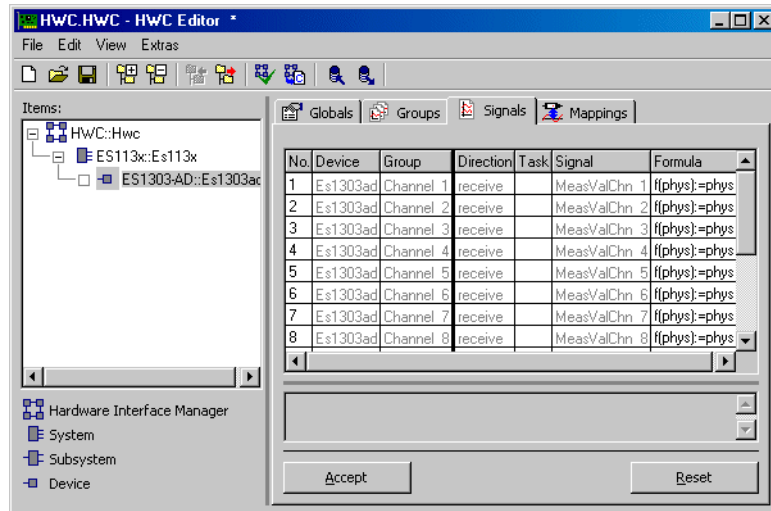 HWC.HWC - HWC Editor *
File Edit View Extras
Items:
HWC::Hwc
ES113x::Es113x
ES1303-AD::Es1303ad
Hardware Interface Manager
System
Subsystem
Device
Globals Groups Signals Mappings
No. Device Group Direction Task Signal Formula
1 Es1303ad Channel 1 receive MeasValChn 1 f(phys):=phys
2 Es1303ad Channel 2 receive MeasValChn 2 f(phys):=phys
3 Es1303ad Channel 3 receive MeasValChn 3 f(phys):=phys
4 Es1303ad Channel 4 receive MeasValChn 4 f(phys):=phys
5 Es1303ad Channel 5 receive MeasValChn 5 f(phys):=phys
6 Es1303ad Channel 6 receive MeasValChn 6 f(phys):=phys
7 Es1303ad Channel 7 receive MeasValChn 7 f(phys):=phys
8 Es1303ad Channel 8 receive MeasValChn 8 f(phys):=phys
Accept Reset